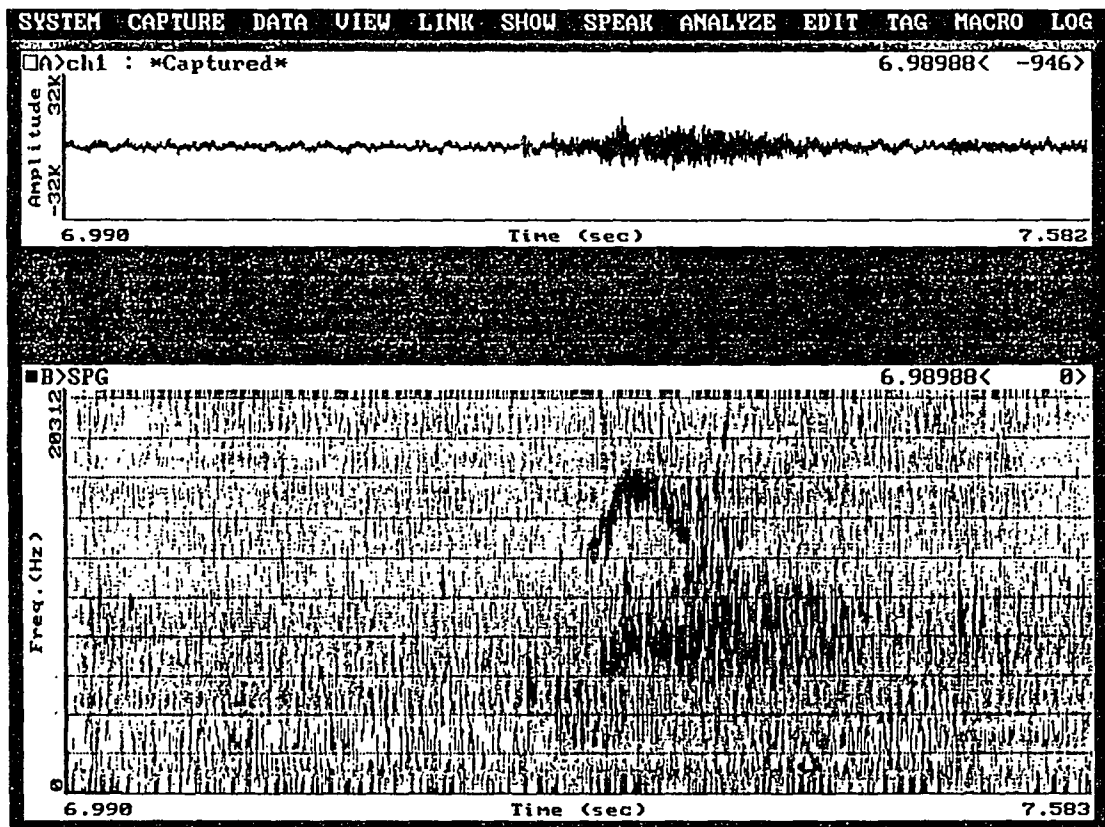 SYSTEM CAPTURE DATA VIEW LINK SHOW SPEAK ANALYZE EDIT TAG MACRO LOG
A>ch1 : *Captured* 6.98988< -946>
Amplitude
32K
-32K
6.990 Time (sec) 7.582
B>SPG 6.98988< 0>
20312
Freq.(Hz)
0
6.990 Time (sec) 7.583